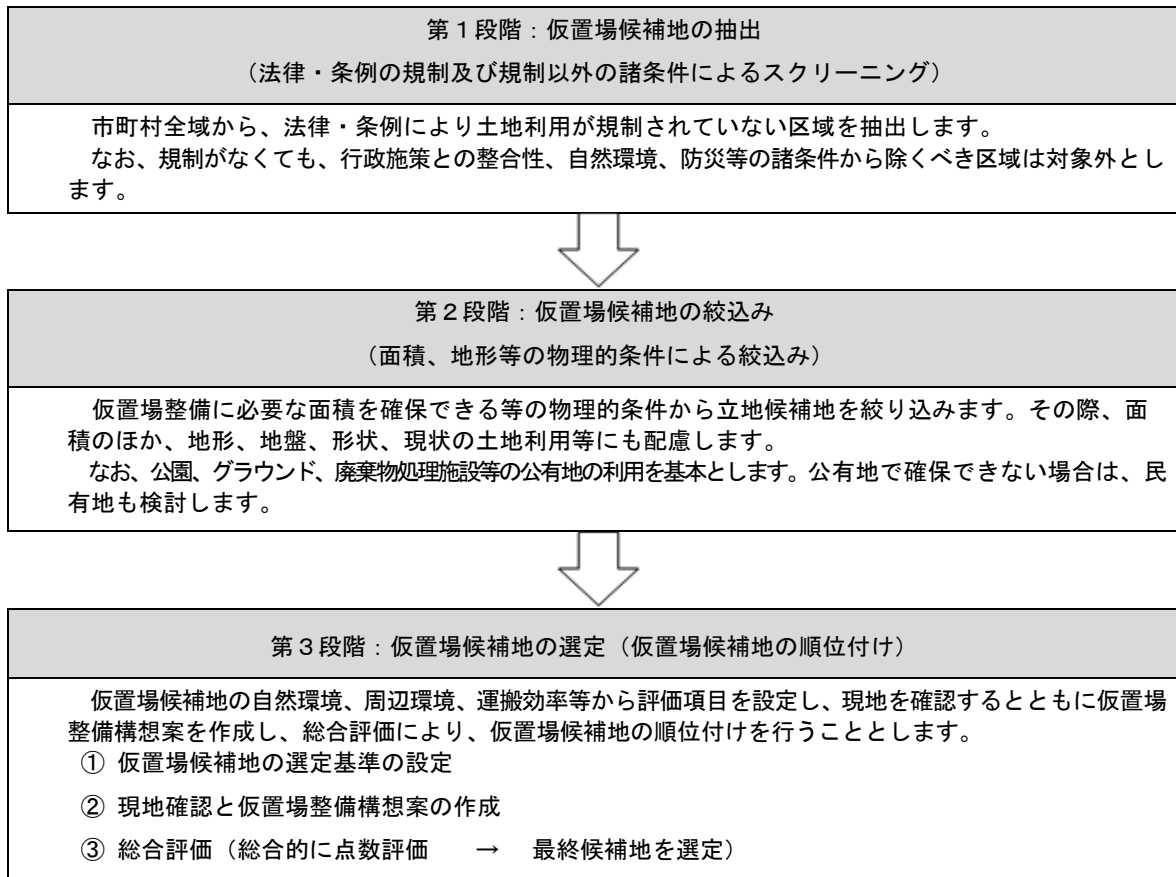 第１段階：仮置場候補地の抽出
（法律・条例の規制及び規制以外の諸条件によるスクリーニング）
市町村全域から、法律・条例により土地利用が規制されていない区域を抽出します。
なお、規制がなくても、行政施策との整合性、自然環境、防災等の諸条件から除くべき区域は対象外とし
ます。
第２段階：仮置場候補地の絞込み
（面積、地形等の物理的条件による絞込み）
仮置場整備に必要な面積を確保できる等の物理的条件から立地候補地を絞り込みます。その際、面
積のほか、地形、地盤、形状、現状の土地利用等にも配慮します。
なお、公園、グラウンド、廃棄物処理施設等の公有地の利用を基本とします。公有地で確保できない場合は、民
有地も検討します。
第３段階：仮置場候補地の選定（仮置場候補地の順位付け）
仮置場候補地の自然環境、周辺環境、運搬効率等から評価項目を設定し、現地を確認するとともに仮置場
整備構想案を作成し、総合評価により、仮置場候補地の順位付けを行うこととします。
① 仮置場候補地の選定基準の設定
② 現地確認と仮置場整備構想案の作成
③ 総合評価（総合的に点数評価　→　最終候補地を選定）